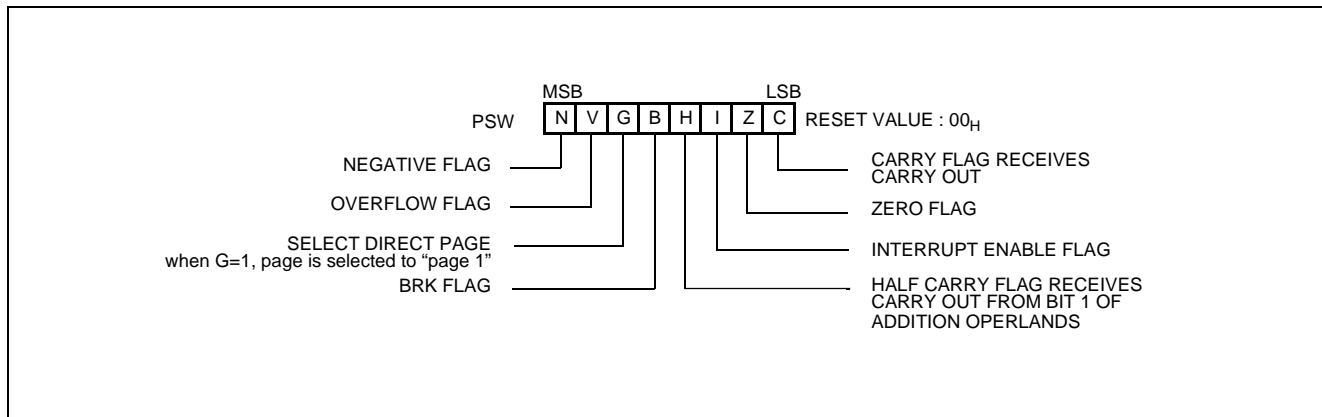 MSB LSB
PSW N V G B H I Z C RESET VALUE : 00H
NEGATIVE FLAG
OVERFLOW FLAG
SELECT DIRECT PAGE
when G=1, page is selected to “page 1”
BRK FLAG
CARRY FLAG RECEIVES
CARRY OUT
ZERO FLAG
INTERRUPT ENABLE FLAG
HALF CARRY FLAG RECEIVES
CARRY OUT FROM BIT 1 OF
ADDITION OPERLANDS